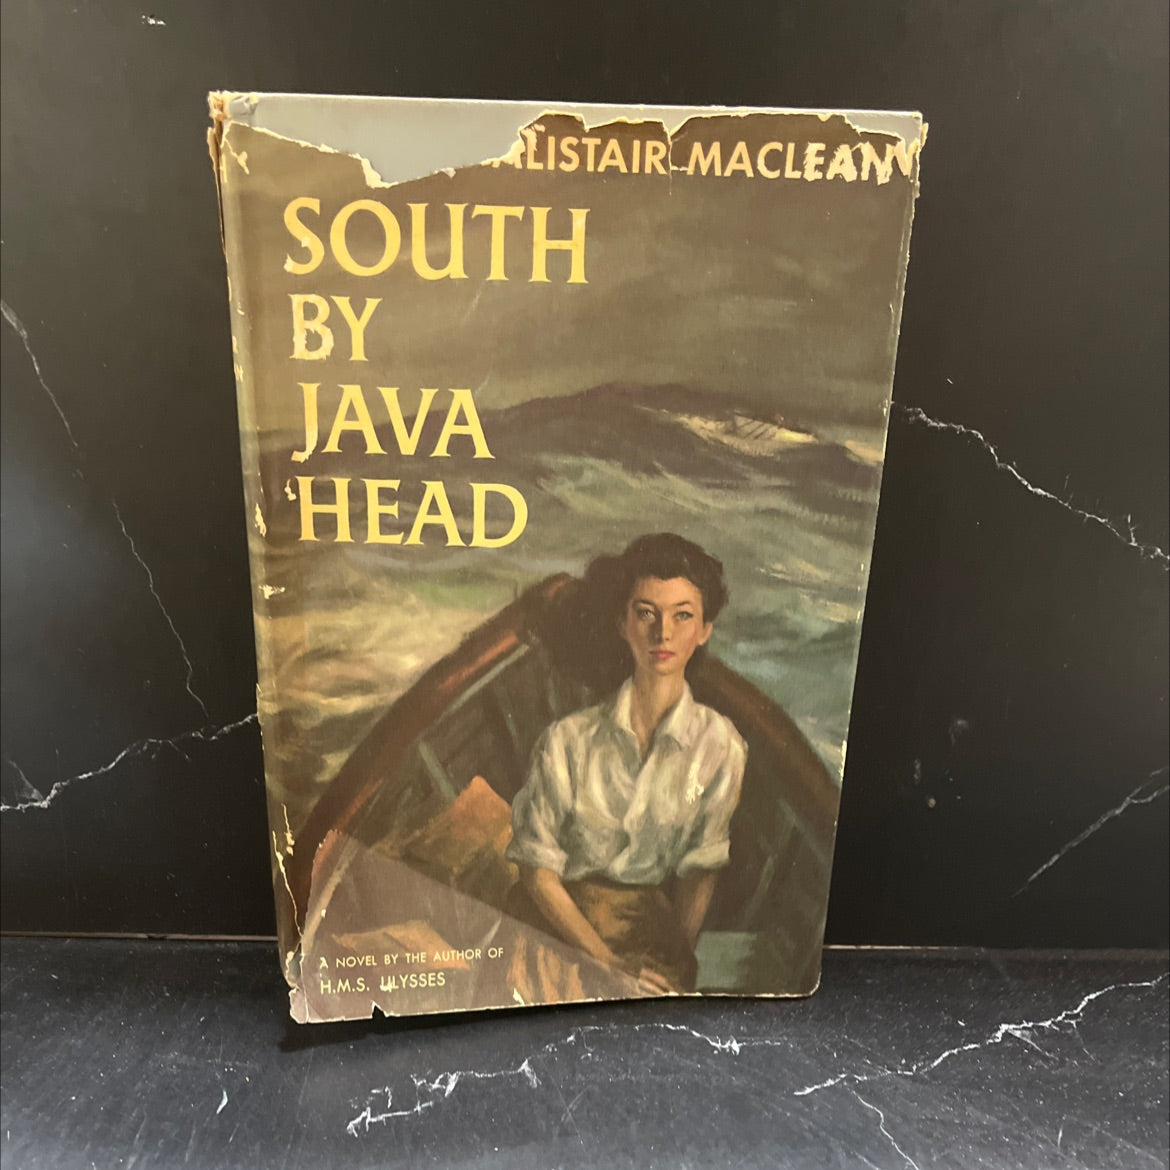 ALISTAIR MACLEAN
SOUTH
BY
JAVA
HEAD
A NOVEL BY THE AUTHOR OF
H.M.S. ULYSSES